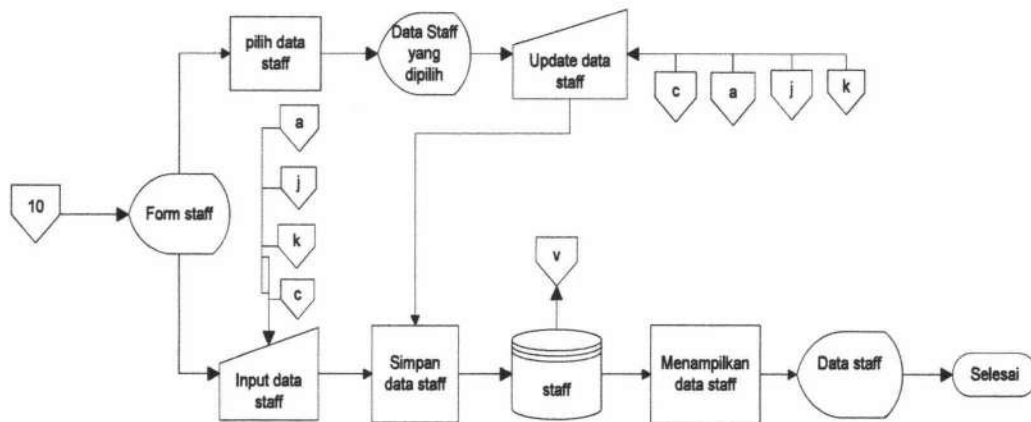 pilih data
staff
Data Staff
yang
dipilih
Update data
staff
c
a
j
k
a
j
k
c
10
Form staff
v
Input data
staff
Simpan
data staff
staff
Menampilkan
data staff
Data staff
Selesai